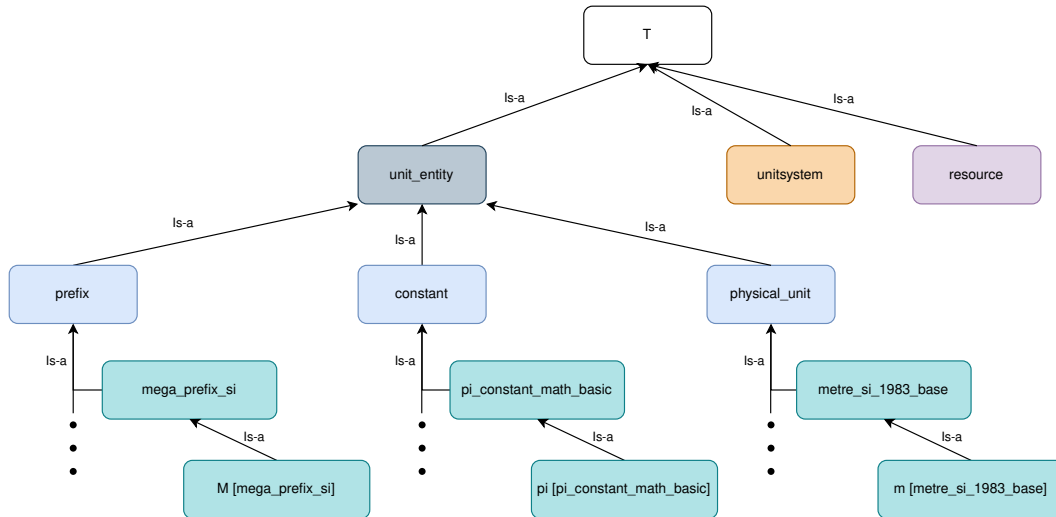 T
Is-a
Is-a
Is-a
unit_entity
unitsystem
resource
Is-a
Is-a
Is-a
prefix
constant
physical_unit
Is-a
Is-a
Is-a
mega_prefix_si
pi_constant_math_basic
metre_si_1983_base
Is-a
Is-a
Is-a
M [mega_prefix_si]
pi [pi_constant_math_basic]
m [metre_si_1983_base]